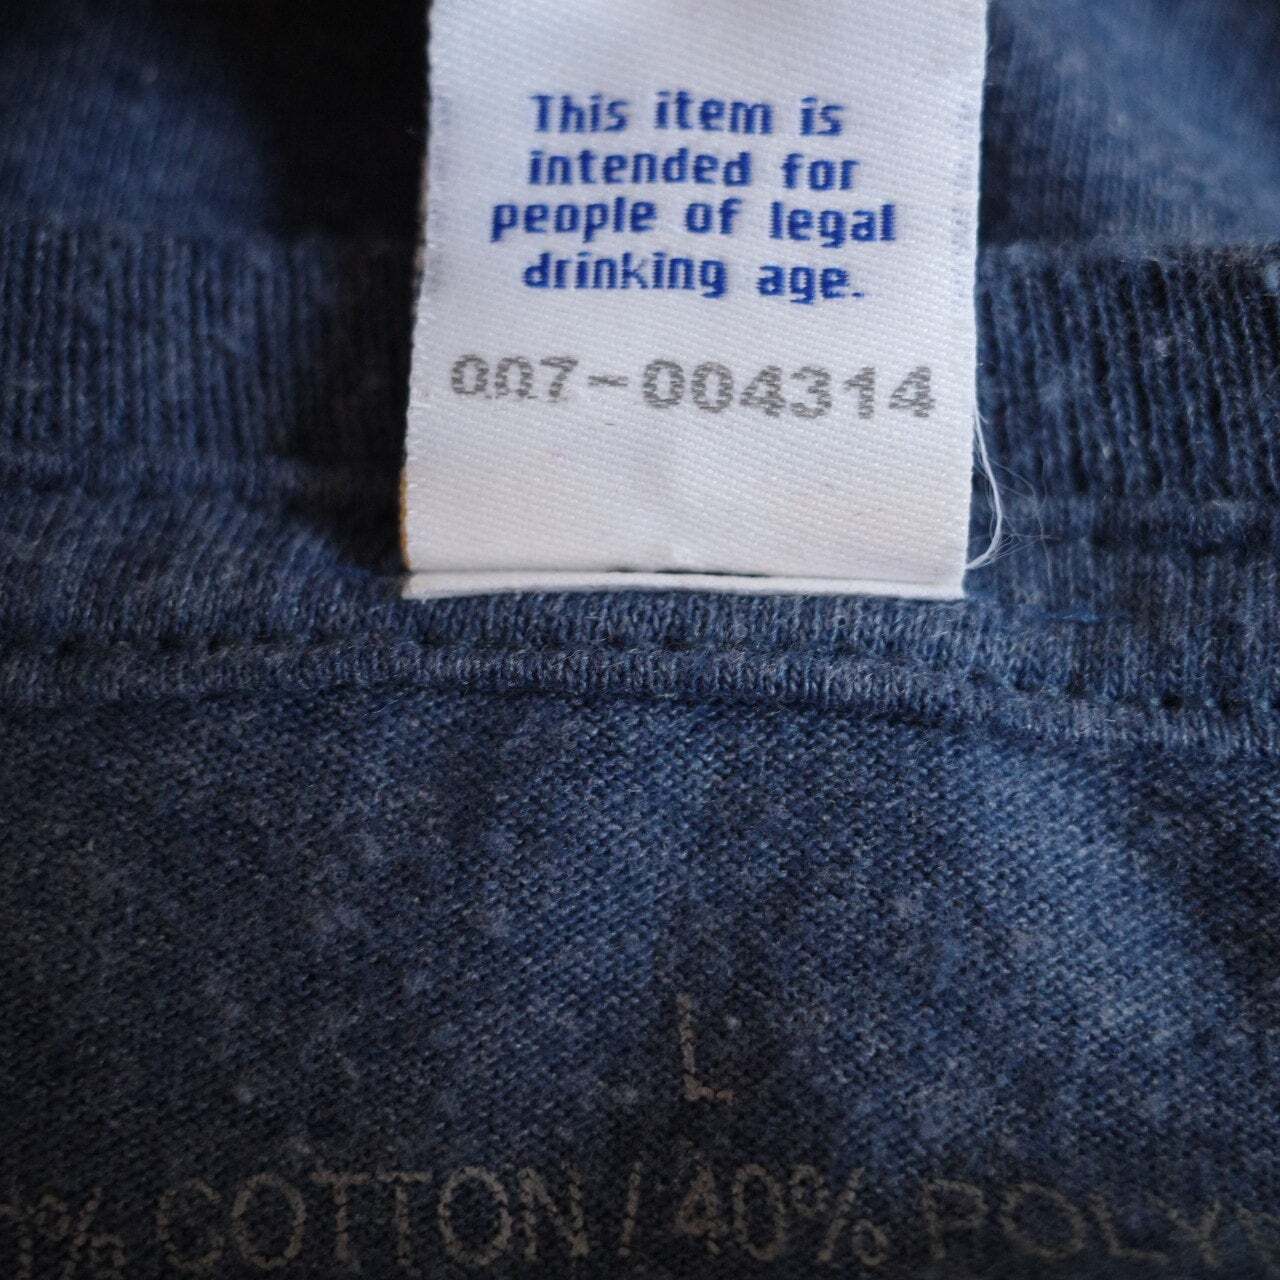 This item is
intended for
people of legal
drinking age.
007-004314
L
% COTTON / 40% POLY